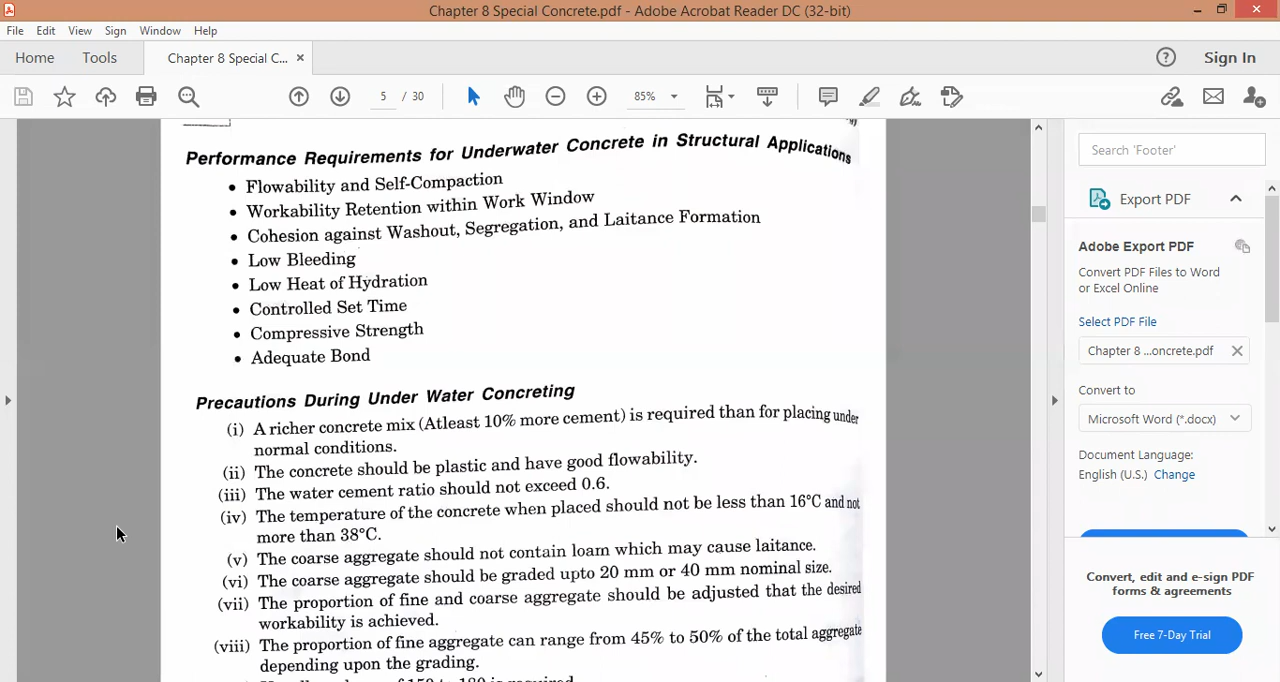 Chapter 8 Special Concrete.pdf - Adobe Acrobat Reader DC (32-bit)
File Edit View Sign Window Help
Home Tools Chapter 8 Special C... × Sign In
5 / 30 85%
Performance Requirements for Underwater Concrete in Structural Applications
• Flowability and Self-Compaction
• Workability Retention within Work Window
• Cohesion against Washout, Segregation, and Laitance Formation
• Low Bleeding
• Low Heat of Hydration
• Controlled Set Time
• Compressive Strength
• Adequate Bond
Precautions During Under Water Concreting
(i) A richer concrete mix (Atleast 10% more cement) is required than for placing under
normal conditions.
(ii) The concrete should be plastic and have good flowability.
(iii) The water cement ratio should not exceed 0.6.
(iv) The temperature of the concrete when placed should not be less than 16°C and not
more than 38°C.
(v) The coarse aggregate should not contain loam which may cause laitance.
(vi) The coarse aggregate should be graded upto 20 mm or 40 mm nominal size.
(vii) The proportion of fine and coarse aggregate should be adjusted that the desired
workability is achieved.
(viii) The proportion of fine aggregate can range from 45% to 50% of the total aggregate
depending upon the grading.
Search 'Footer'
Export PDF
Adobe Export PDF
Convert PDF Files to Word
or Excel Online
Select PDF File
Chapter 8 ...oncrete.pdf
Convert to
Microsoft Word (*.docx)
Document Language:
English (U.S.) Change
Convert, edit and e-sign PDF
forms & agreements
Free 7-Day Trial